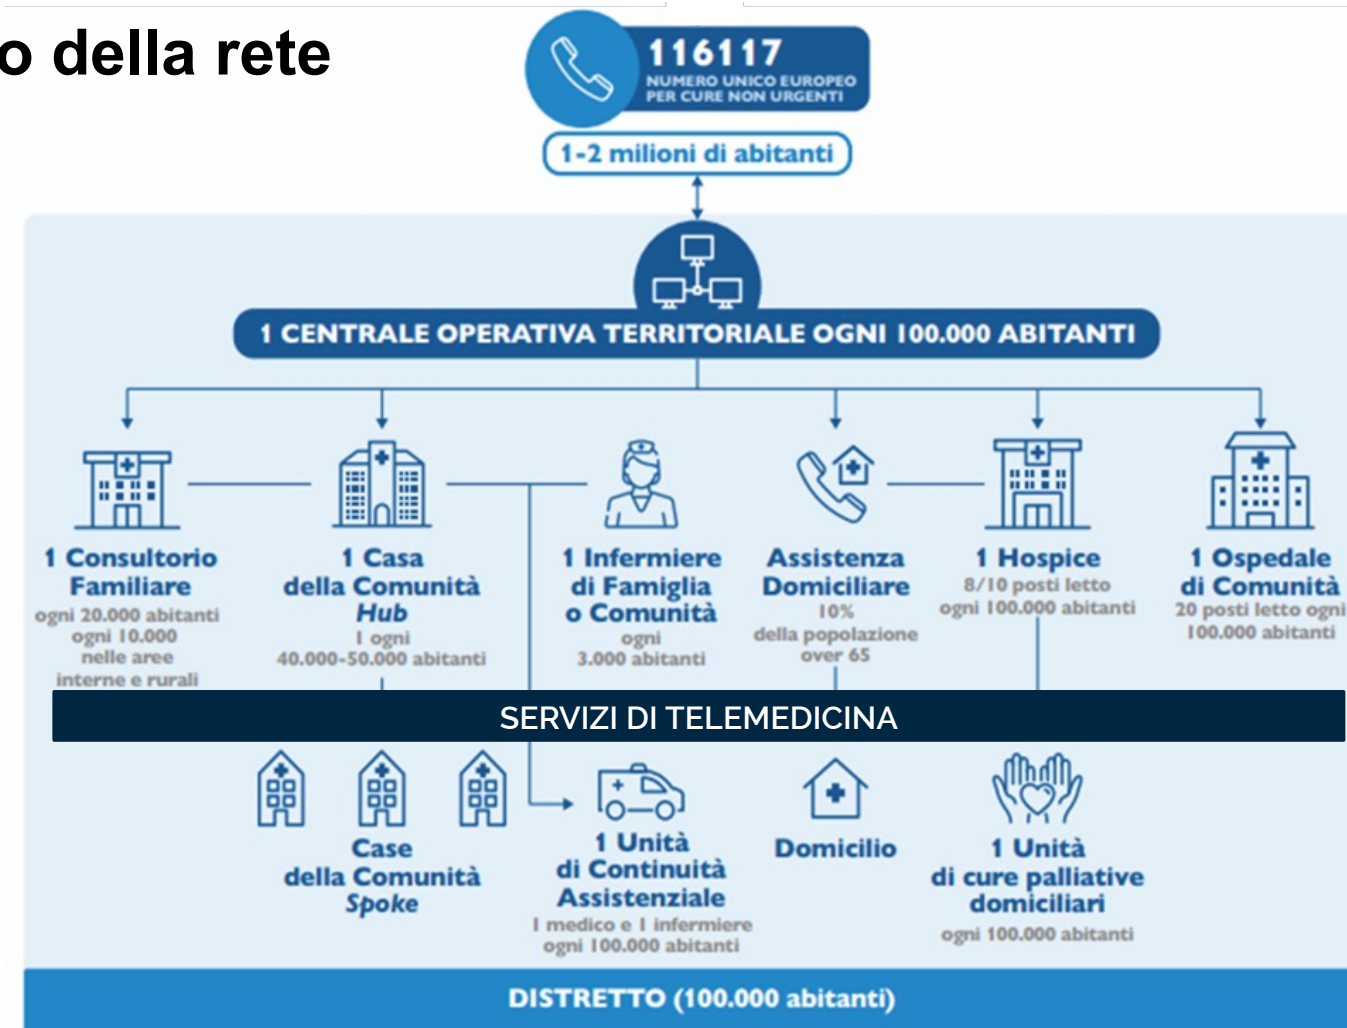 o della rete
116117
NUMERO UNICO EUROPEO
PER CURE NON URGENTI
1-2 milioni di abitanti
1 CENTRALE OPERATIVA TERRITORIALE OGNI 100.000 ABITANTI
1 Consultorio
Familiare
ogni 20.000 abitanti
ogni 10.000
nelle aree
interne e rurali
1 Casa
della Comunità
Hub
1 ogni
40.000-50.000 abitanti
1 Infermiere
di Famiglia
o Comunità
ogni
3.000 abitanti
Assistenza
Domiciliare
10%
della popolazione
over 65
1 Hospice
8/10 posti letto
ogni 100.000 abitanti
1 Ospedale
di Comunità
20 posti letto ogni
100.000 abitanti
SERVIZI DI TELEMEDICINA
Case
della Comunità
Spoke
1 Unità
di Continuità
Assistenziale
1 medico e 1 infermiere
ogni 100.000 abitanti
Domicilio
1 Unità
di cure palliative
domiciliari
ogni 100.000 abitanti
DISTRETTO (100.000 abitanti)